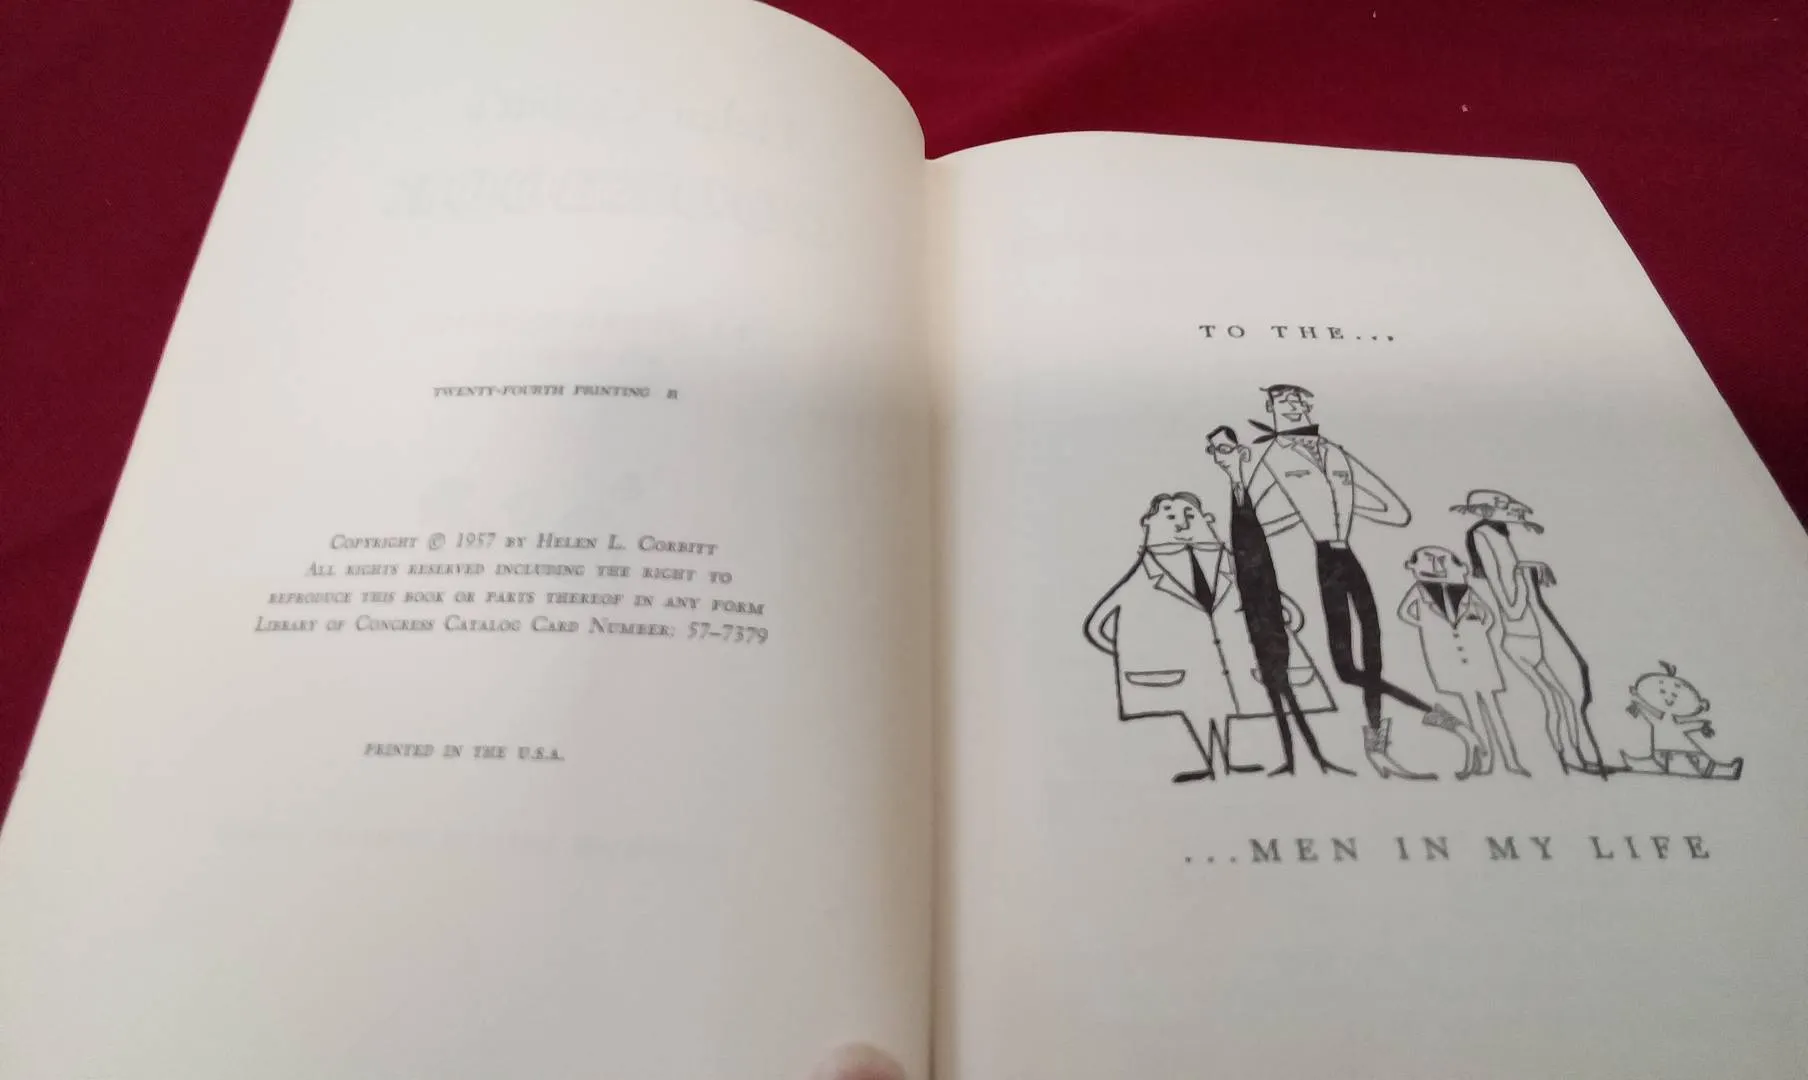 TWENTY-FOURTH PRINTING B
COPYRIGHT © 1957 BY HELEN L. CORBITT
ALL RIGHTS RESERVED INCLUDING THE RIGHT TO
REPRODUCE THIS BOOK OR PARTS THEREOF IN ANY FORM
LIBRARY OF CONGRESS CATALOG CARD NUMBER: 57-7379
PRINTED IN THE U.S.A.
TO THE...
...MEN IN MY LIFE